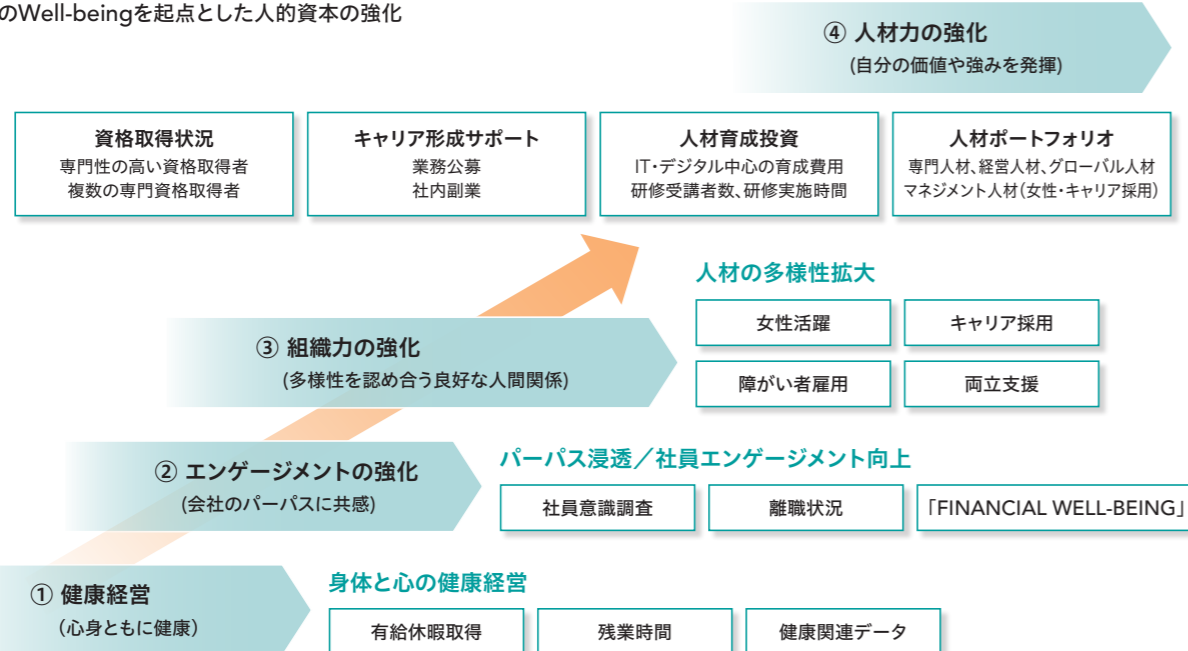 のWell-beingを起点とした人的資本の強化
④ 人材力の強化
(自分の価値や強みを発揮)
資格取得状況
専門性の高い資格取得者
複数の専門資格取得者
キャリア形成サポート
業務公募
社内副業
人材育成投資
IT・デジタル中心の育成費用
研修受講者数、研修実施時間
人材ポートフォリオ
専門人材、経営人材、グローバル人材
マネジメント人材(女性・キャリア採用)
人材の多様性拡大
女性活躍
キャリア採用
障がい者雇用
両立支援
③ 組織力の強化
(多様性を認め合う良好な人間関係)
② エンゲージメントの強化
(会社のパーパスに共感)
パーパス浸透／社員エンゲージメント向上
社員意識調査
離職状況
「FINANCIAL WELL-BEING」
① 健康経営
(心身ともに健康)
身体と心の健康経営
有給休暇取得
残業時間
健康関連データ